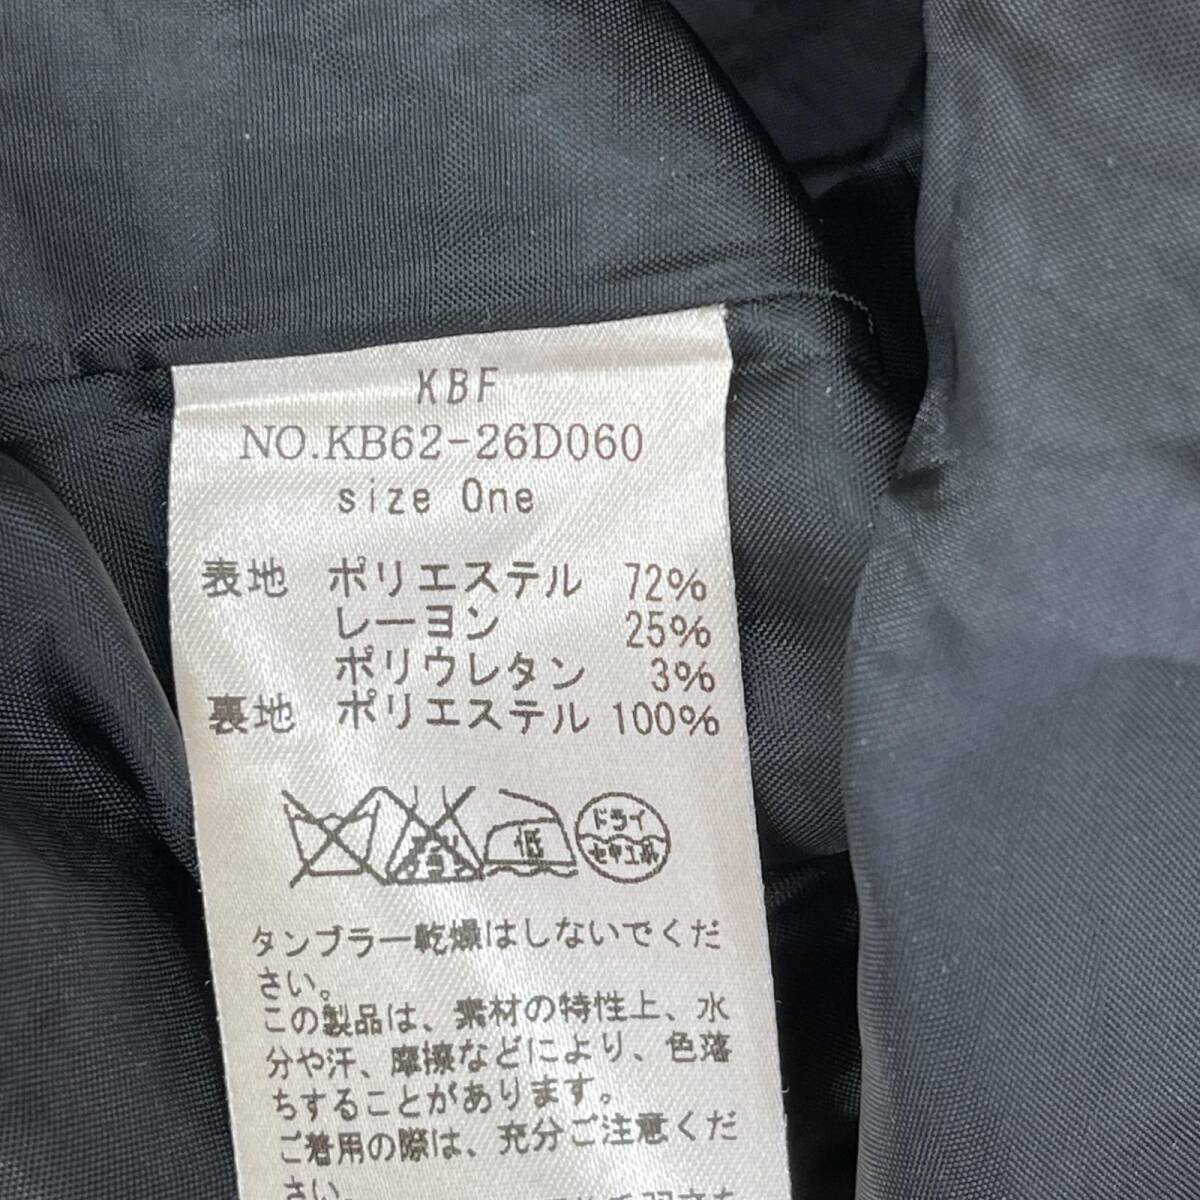 KBF
NO.KB62-26D060
size One
表地 ポリエステル 72%
レーヨン 25%
ポリウレタン 3%
裏地 ポリエステル 100%
低
ドライ
セキユ系
タンブラー乾燥はしないでくだ
さい。
この製品は、素材の特性上、水
分や汗、摩擦などにより、色落
ちすることがあります。
ご着用の際は、充分ご注意くだ
さい。